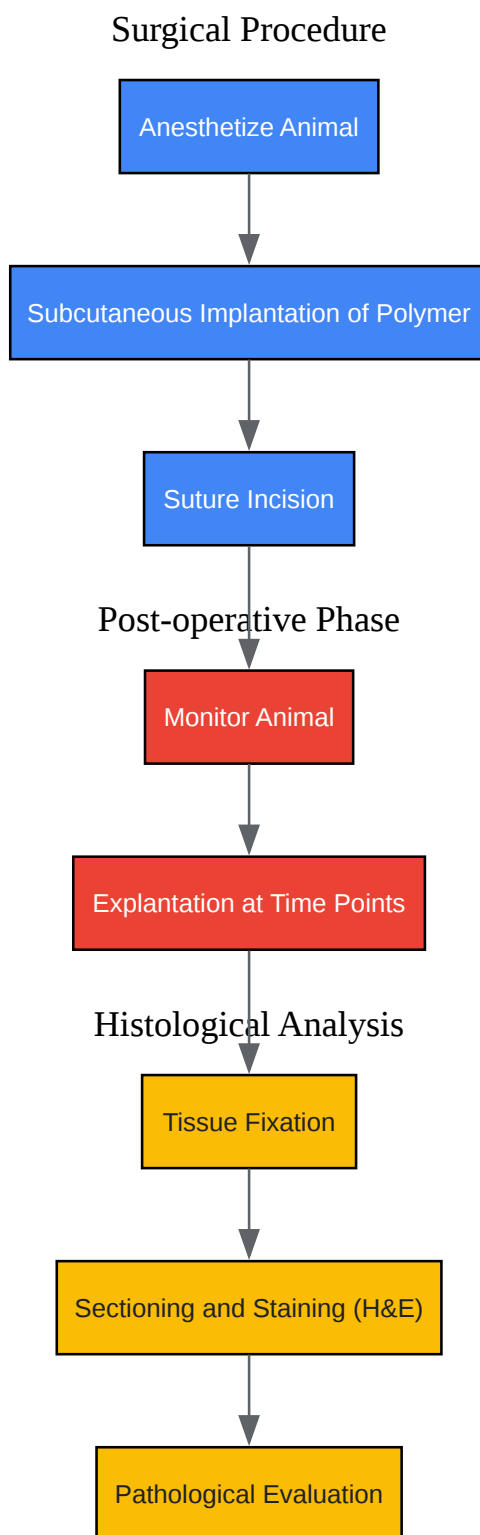 Surgical Procedure
Anesthetize Animal
Subcutaneous Implantation of Polymer
Suture Incision
Post-operative Phase
Monitor Animal
Explantation at Time Points
Histological Analysis
Tissue Fixation
Sectioning and Staining (H&E)
Pathological Evaluation